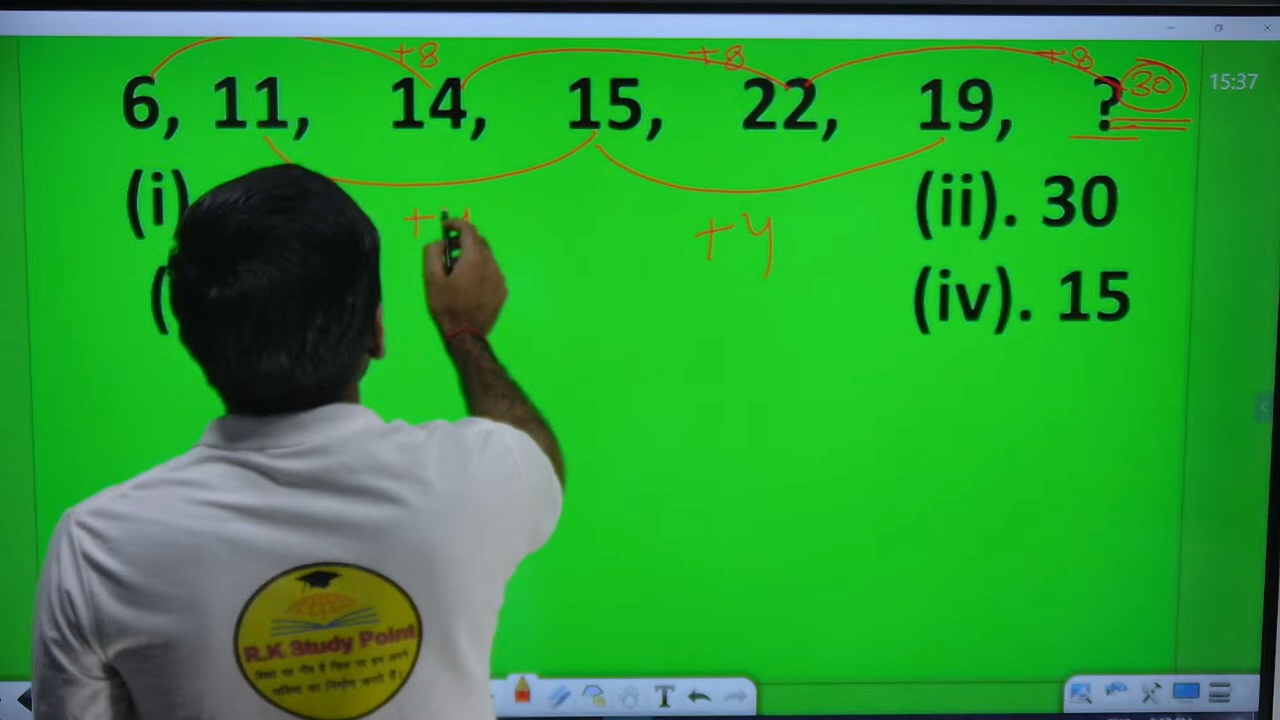 +8 +8 +8
6, 11, 14, 15, 22, 19, ? 30
15:37
(i) (ii). 30
+4 +4
( (iv). 15
R.K Study Point
T